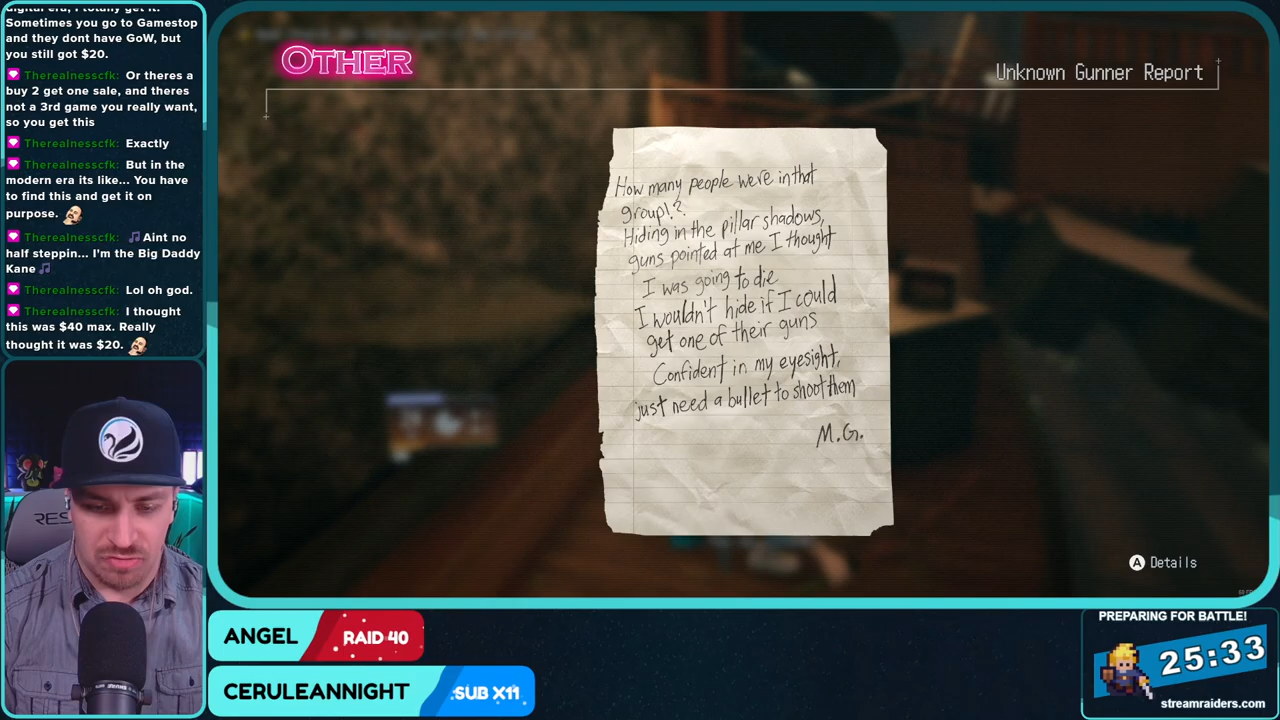 digital era, I totally get it.
Sometimes you go to Gamestop
and they dont have GoW, but
you still got $20.
Therealnesscfk: Or theres a
buy 2 get one sale, and theres
not a 3rd game you really want,
so you get this
Therealnesscfk: Exactly
Therealnesscfk: But in the
modern era its like... You have
to find this and get it on
purpose.
Therealnesscfk: 🎵Aint no
half steppin... I'm the Big Daddy
Kane🎵
Therealnesscfk: Lol oh god.
Therealnesscfk: I thought
this was $40 max. Really
thought it was $20.
OTHER
Unknown Gunner Report
How many people were in that
group!?
Hiding in the pillar shadows,
guns pointed at me I thought
I was going to die
I wouldn't hide if I could
get one of their guns
Confident in my eyesight,
just need a bullet to shoot them
M.G.
A Details
RES
ANGEL RAID 40
CERULEANNIGHT SUB X11
PREPARING FOR BATTLE!
25:33
streamraiders.com